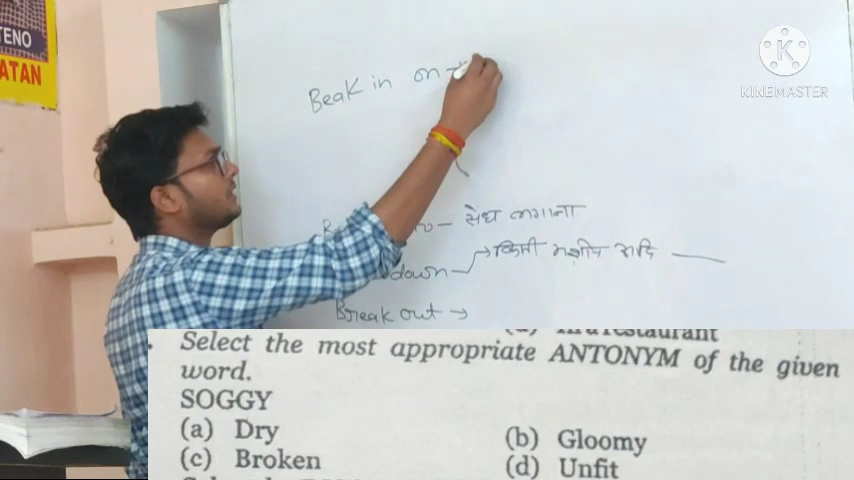 TENO
ATAN
KINEMASTER
Beak in on
सेंध लगाना
down → किसी मशीन आदि
Break out →
Select the most appropriate ANTONYM of the given
word.
SOGGY
(a) Dry
(b) Gloomy
(c) Broken
(d) Unfit